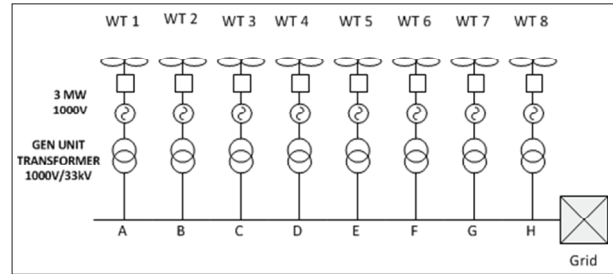 WT 1 WT 2 WT 3 WT 4 WT 5 WT 6 WT 7 WT 8
3 MW
1000V
GEN UNIT
TRANSFORMER
1000V/33kV
A B C D E F G H
Grid